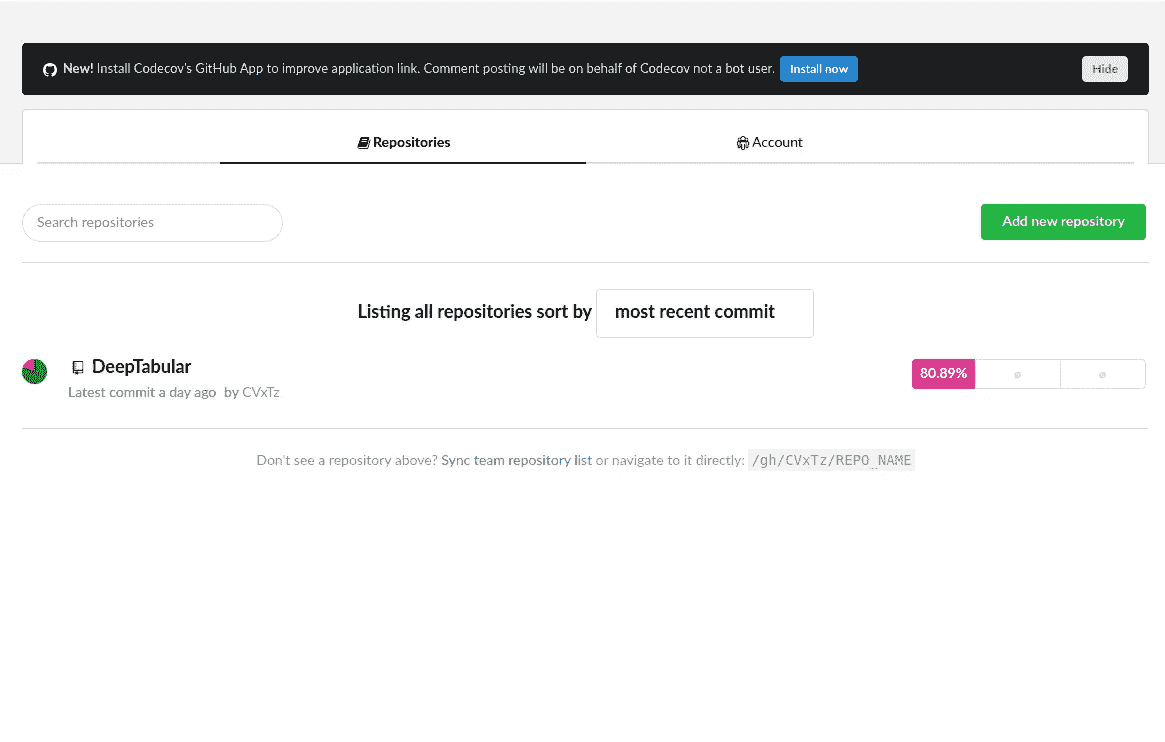 New! Install Codecov's GitHub App to improve application link. Comment posting will be on behalf of Codecov not a bot user. Install now Hide
Repositories Account
Search repositories Add new repository
Listing all repositories sort by most recent commit
DeepTabular 80.89%
Latest commit a day ago by CVxTz
Don't see a repository above? Sync team repository list or navigate to it directly: /gh/CVxTz/REPO_NAME